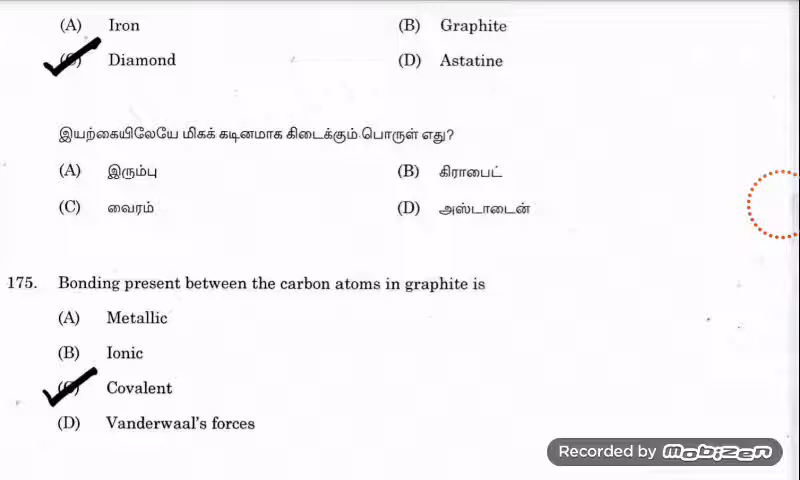 (A) Iron (B) Graphite
(C) Diamond (D) Astatine
இயற்கையிலேயே மிகக் கடினமாக கிடைக்கும் பொருள் எது?
(A) இரும்பு (B) கிராபைட்
(C) வைரம் (D) அஸ்டாடைன்
175. Bonding present between the carbon atoms in graphite is
(A) Metallic
(B) Ionic
(C) Covalent
(D) Vanderwaal's forces
Recorded by mobizen